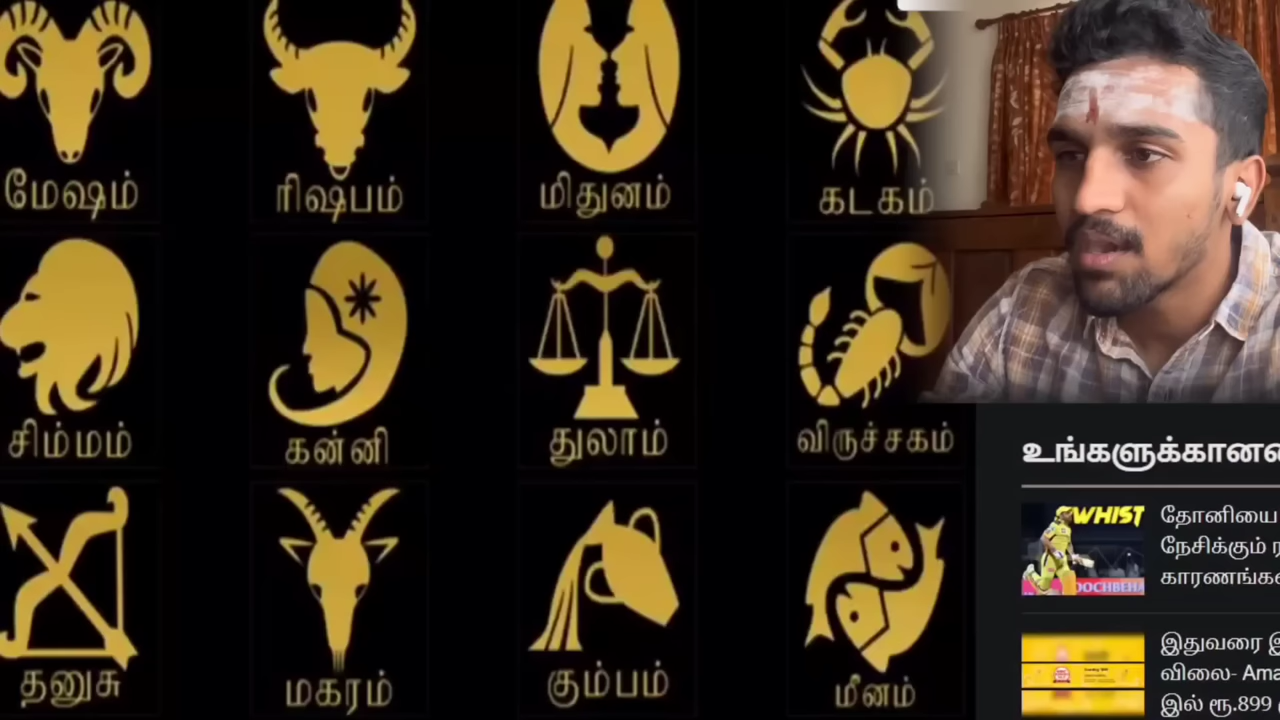 மேஷம்
ரிஷபம்
மிதுனம்
கடகம்
சிம்மம்
கன்னி
துலாம்
விருச்சகம்
தனுசு
மகரம்
கும்பம்
மீனம்
உங்களுக்கான
WHIST
தோனியை
நேசிக்கும்
காரணங்கள்
இதுவரை
விலை- Ama
இல் ரூ.899